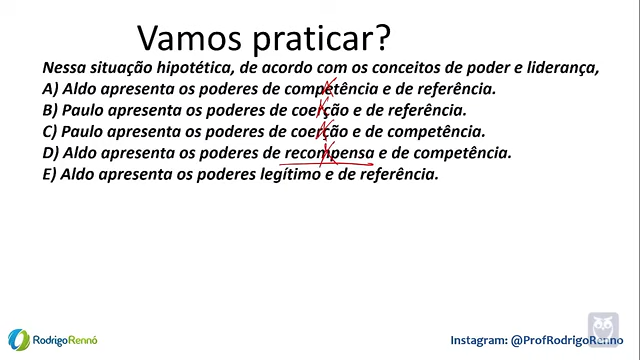 Vamos praticar?
Nessa situação hipotética, de acordo com os conceitos de poder e liderança,
A) Aldo apresenta os poderes de competência e de referência.
B) Paulo apresenta os poderes de coerção e de referência.
C) Paulo apresenta os poderes de coerção e de competência.
D) Aldo apresenta os poderes de recompensa e de competência.
E) Aldo apresenta os poderes legítimo e de referência.
RodrigoRennó
Instagram: @ProfRodrigoRenno